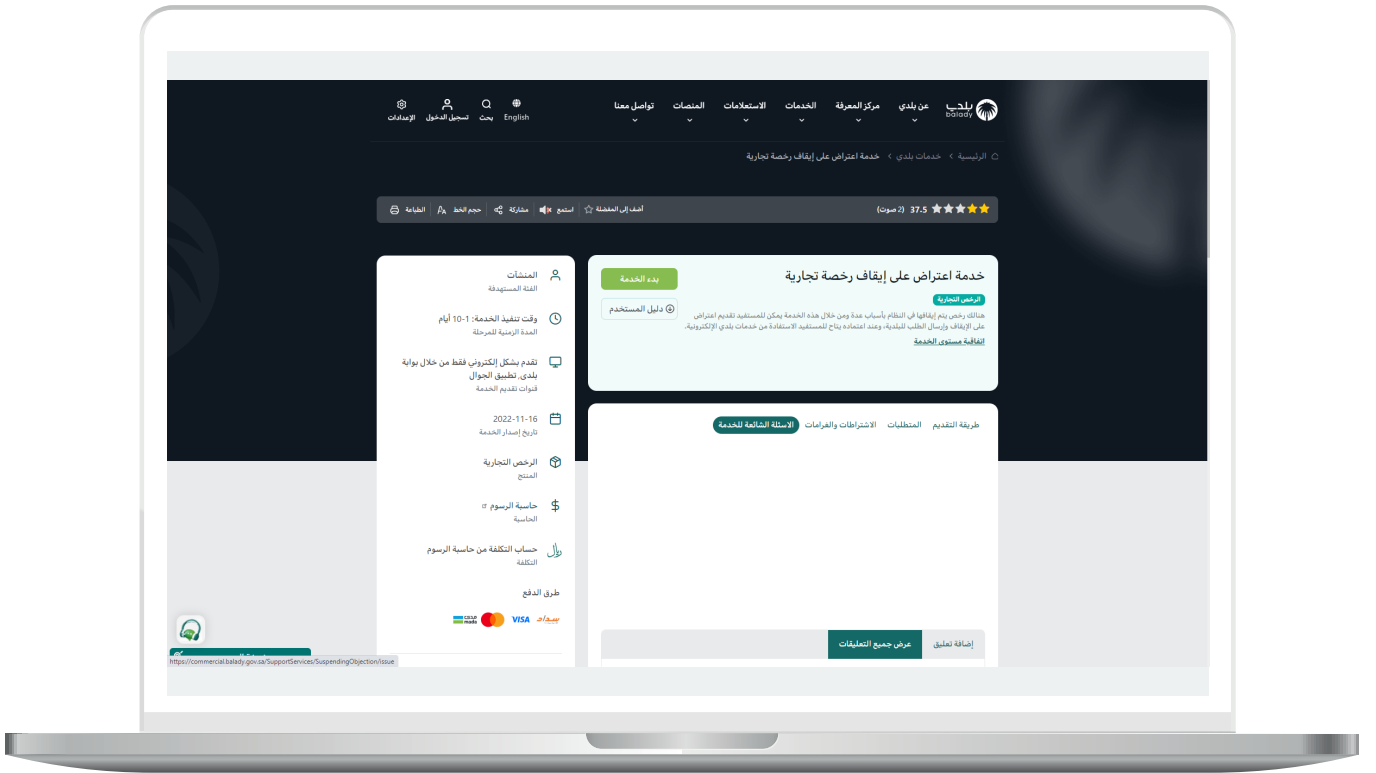 بلدي
balady
عن بلدي
مركز المعرفة
الخدمات
الاستعلامات
المنصات
تواصل معنا
English
بحث
تسجيل الدخول
الإعدادات
الرئيسية
خدمات بلدي
خدمة اعتراض على إيقاف رخصة تجارية
37.5 (2 صوت)
أضف إلى المفضلة
استمع
مشاركة
حجم الخط
الطباعة
خدمة اعتراض على إيقاف رخصة تجارية
بدء الخدمة
الرخص التجارية
دليل المستخدم
هنالك رخص يتم إيقافها في النظام بأسباب عدة ومن خلال هذه الخدمة يمكن للمستفيد تقديم اعتراض
على الإيقاف وإرسال الطلب للبلدية، وعند اعتماده يتاح للمستفيد الاستفادة من خدمات بلدي الإلكترونية.
اتفاقية مستوى الخدمة
طريقة التقديم
المتطلبات
الاشتراطات والغرامات
الاسئلة الشائعة للخدمة
إضافة تعليق
عرض جميع التعليقات
المنشآت
الفئة المستهدفة
وقت تنفيذ الخدمة: 1-10 أيام
المدة الزمنية للمرحلة
تقدم بشكل إلكتروني فقط من خلال بوابة
بلدي, تطبيق الجوال
قنوات تقديم الخدمة
2022-11-16
تاريخ إصدار الخدمة
الرخص التجارية
المنتج
حاسبة الرسوم
الحاسبة
ريال
حساب التكلفة من حاسبة الرسوم
التكلفة
طرق الدفع
سداد
VISA
مدى
mada
https://commercial.balady.gov.sa/SupportServices/SuspendingObjection/issue